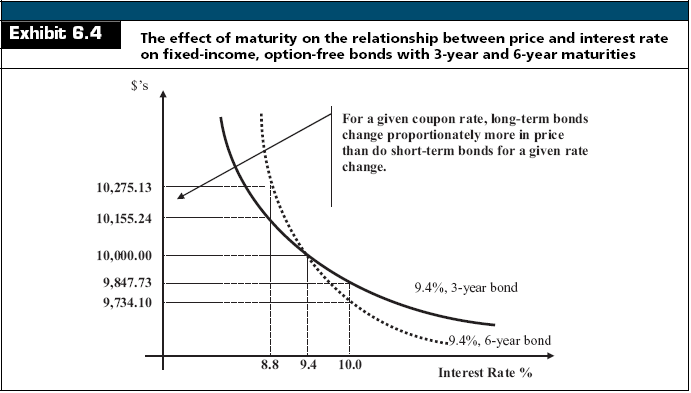 Exhibit 6.4
The effect of maturity on the relationship between price and interest rate
on fixed-income, option-free bonds with 3-year and 6-year maturities
$'s
For a given coupon rate, long-term bonds
change proportionately more in price
than do short-term bonds for a given rate
change.
10,275.13
10,155.24
10,000.00
9,847.73
9,734.10
9.4%, 3-year bond
9.4%, 6-year bond
8.8 9.4 10.0
Interest Rate %